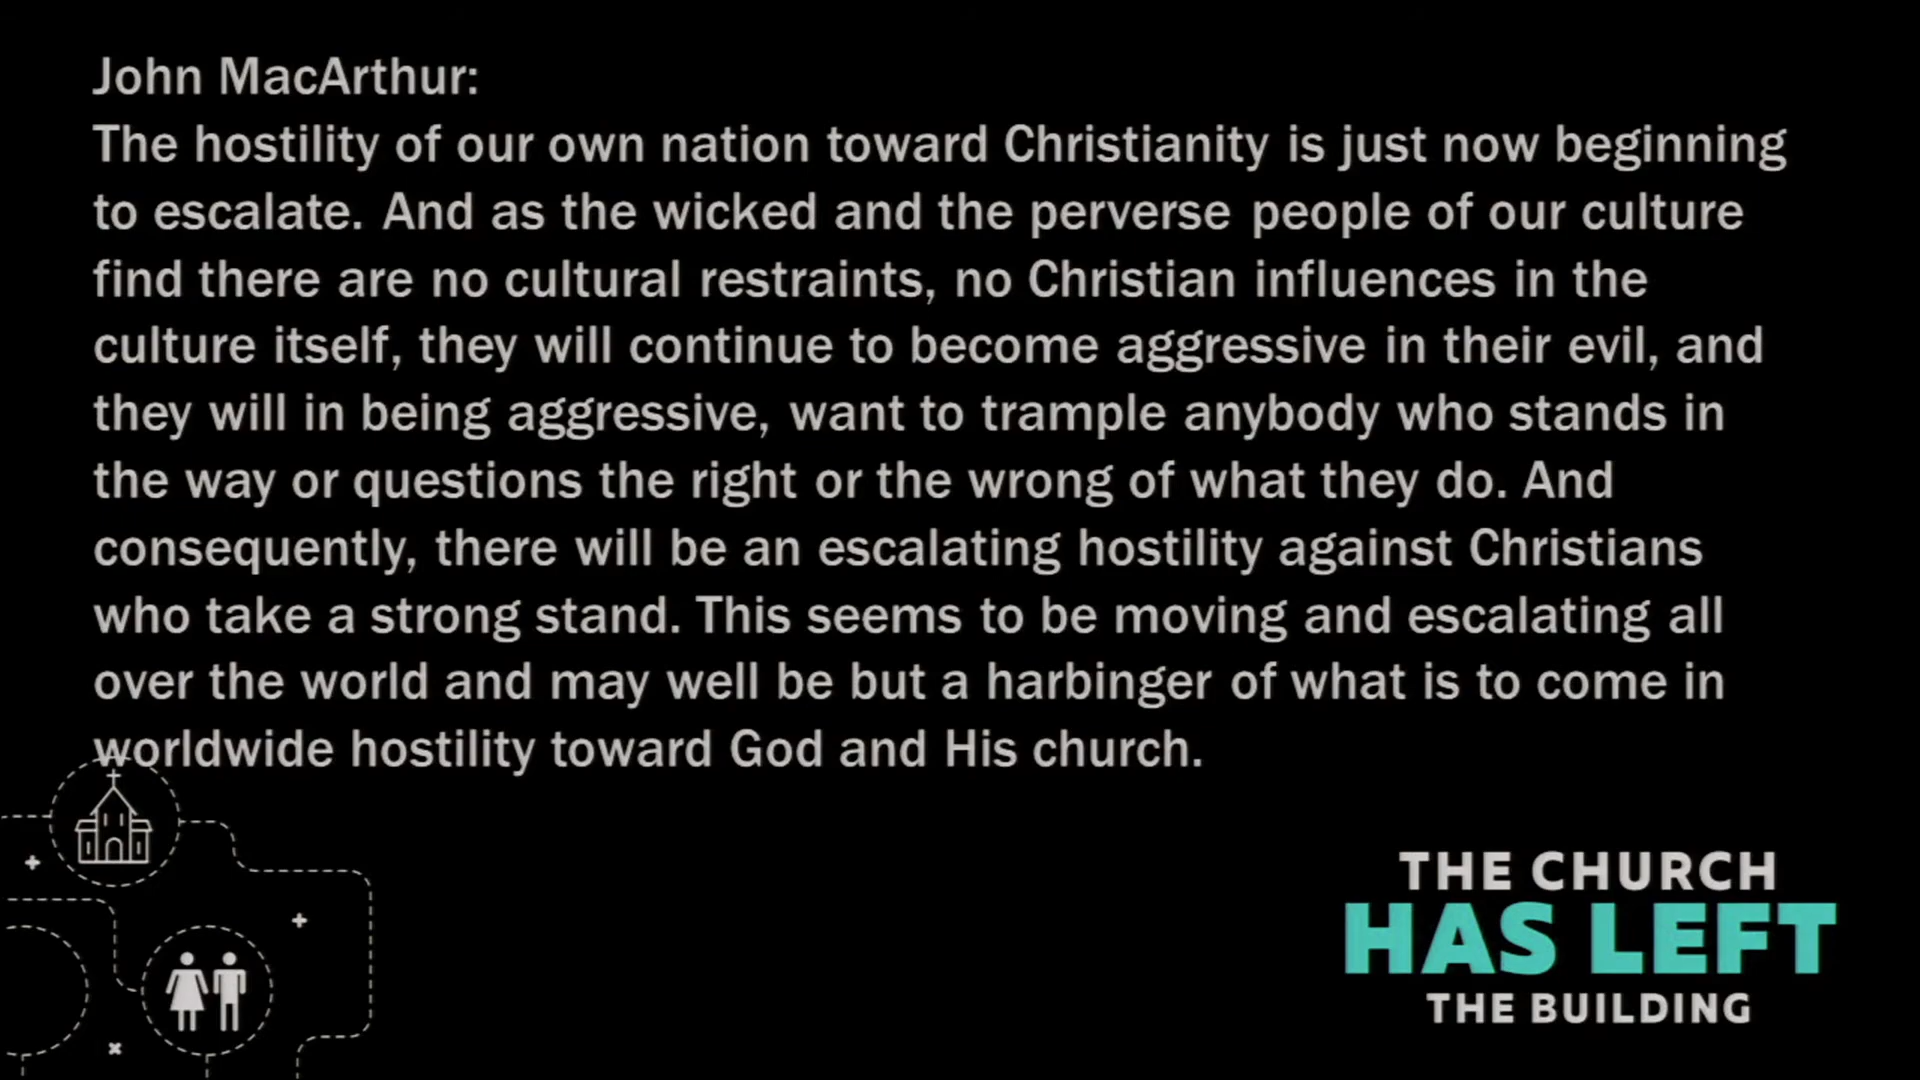 John MacArthur:
The hostility of our own nation toward Christianity is just now beginning
to escalate. And as the wicked and the perverse people of our culture
find there are no cultural restraints, no Christian influences in the
culture itself, they will continue to become aggressive in their evil, and
they will in being aggressive, want to trample anybody who stands in
the way or questions the right or the wrong of what they do. And
consequently, there will be an escalating hostility against Christians
who take a strong stand. This seems to be moving and escalating all
over the world and may well be but a harbinger of what is to come in
worldwide hostility toward God and His church.
THE CHURCH
HAS LEFT
THE BUILDING